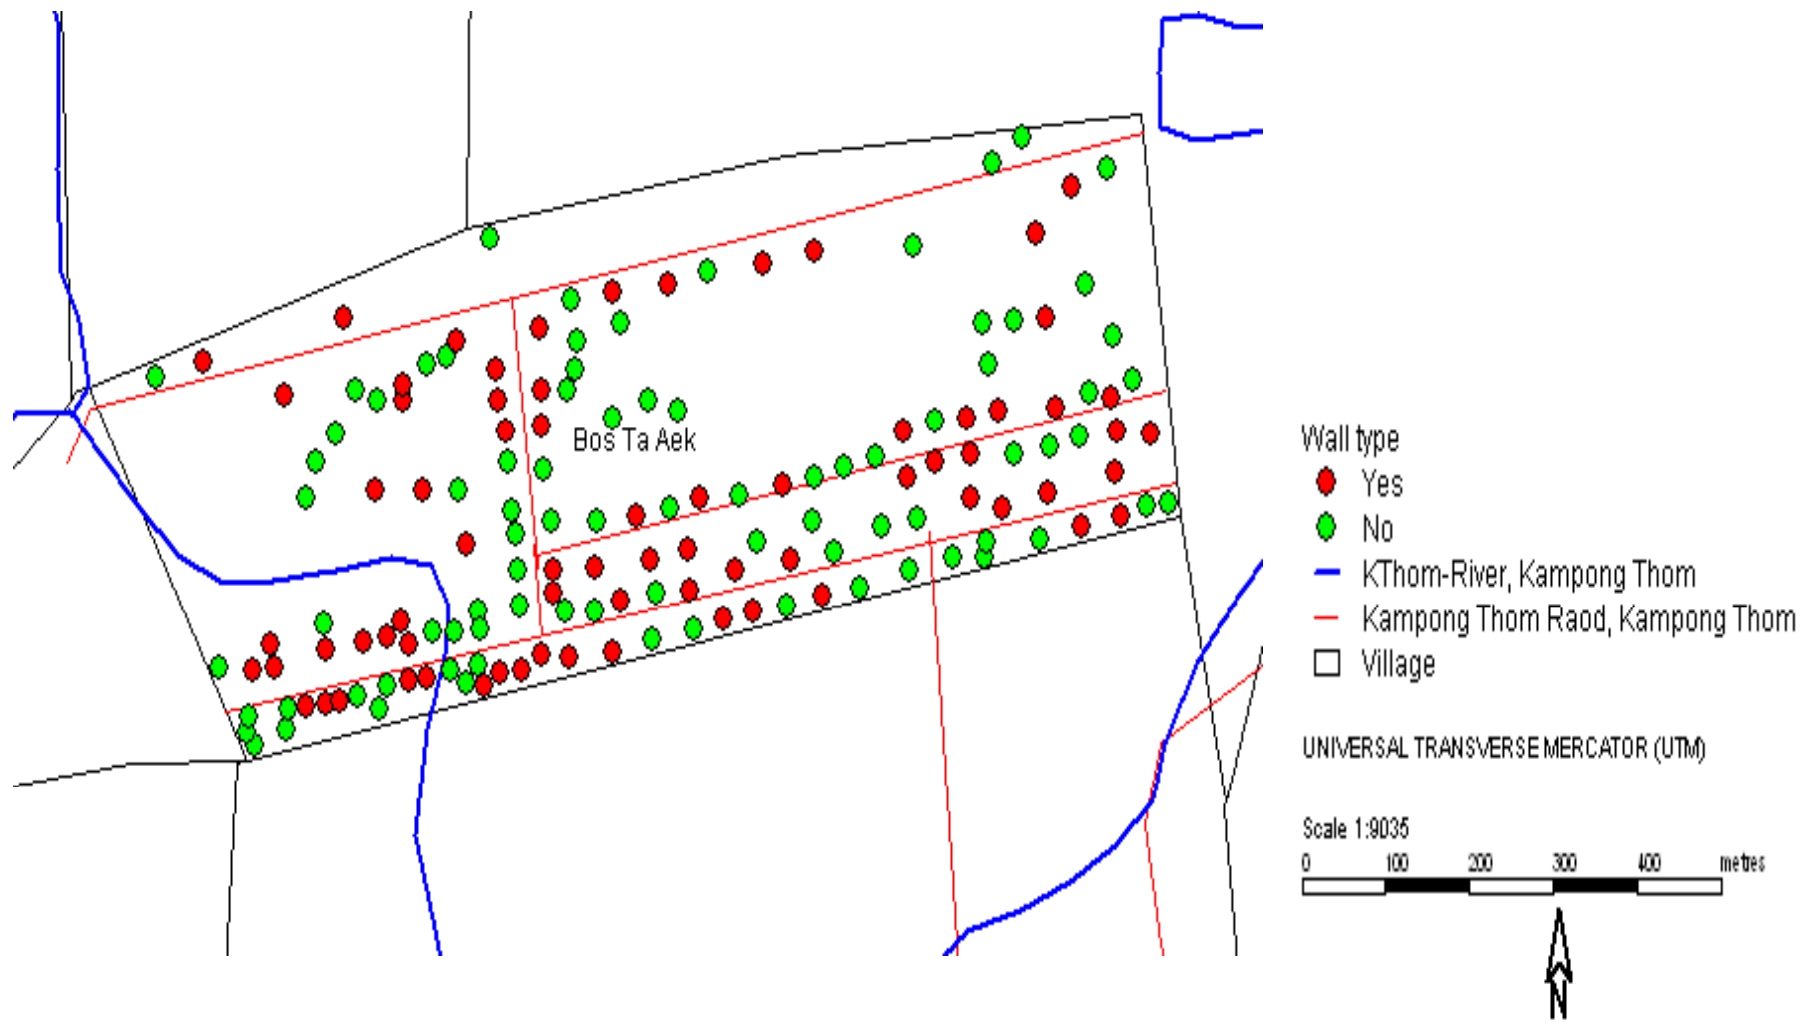 Bos Ta Aek
Wall type
Yes
No
KThom-River, Kampong Thom
Kampong Thom Raod, Kampong Thom
Village
UNIVERSAL TRANSVERSE MERCATOR (UTM)
Scale 1:9035
0 100 200 300 400 metres
N